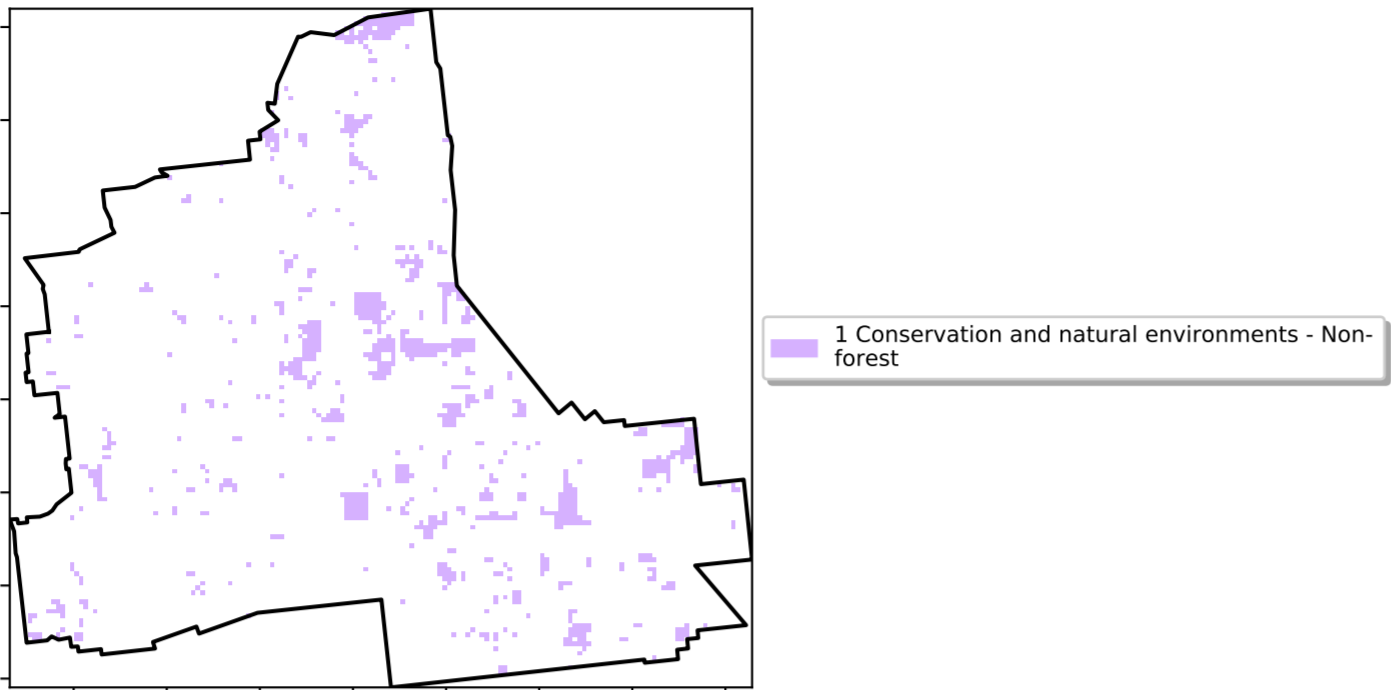 1 Conservation and natural environments - Non-
forest